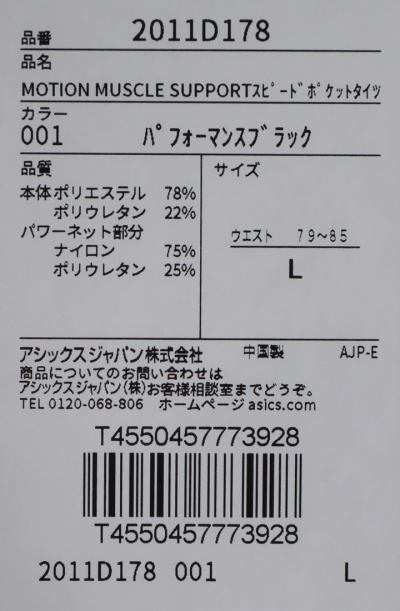 品番 2011D178
品名
MOTION MUSCLE SUPPORTｽﾋﾟｰﾄﾞﾎﾟｹｯﾄﾀｲﾂ
カラー
001 ﾊﾟﾌｫｰﾏﾝｽﾌﾞﾗｯｸ
品質 サイズ
本体 ポリエステル 78%
ポリウレタン 22%
パワーネット部分
ナイロン 75%
ポリウレタン 25%
ウエスト 79～85
L
アシックスジャパン株式会社 中国製 AJP-E
商品についてのお問い合わせは
アシックスジャパン(株)お客様相談室までどうぞ。
TEL 0120-068-806 ホームページ asics.com
T4550457773928
T4550457773928
2011D178 001 L